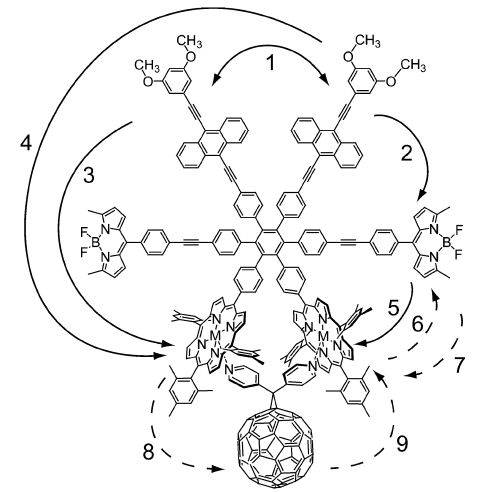 OCH₃ OCH₃
O O
CH₃ CH₃
1
2
4
3
F F
B N N N N B
F F
5
6
7
N N N N
M M
N N N N
N N
8
9